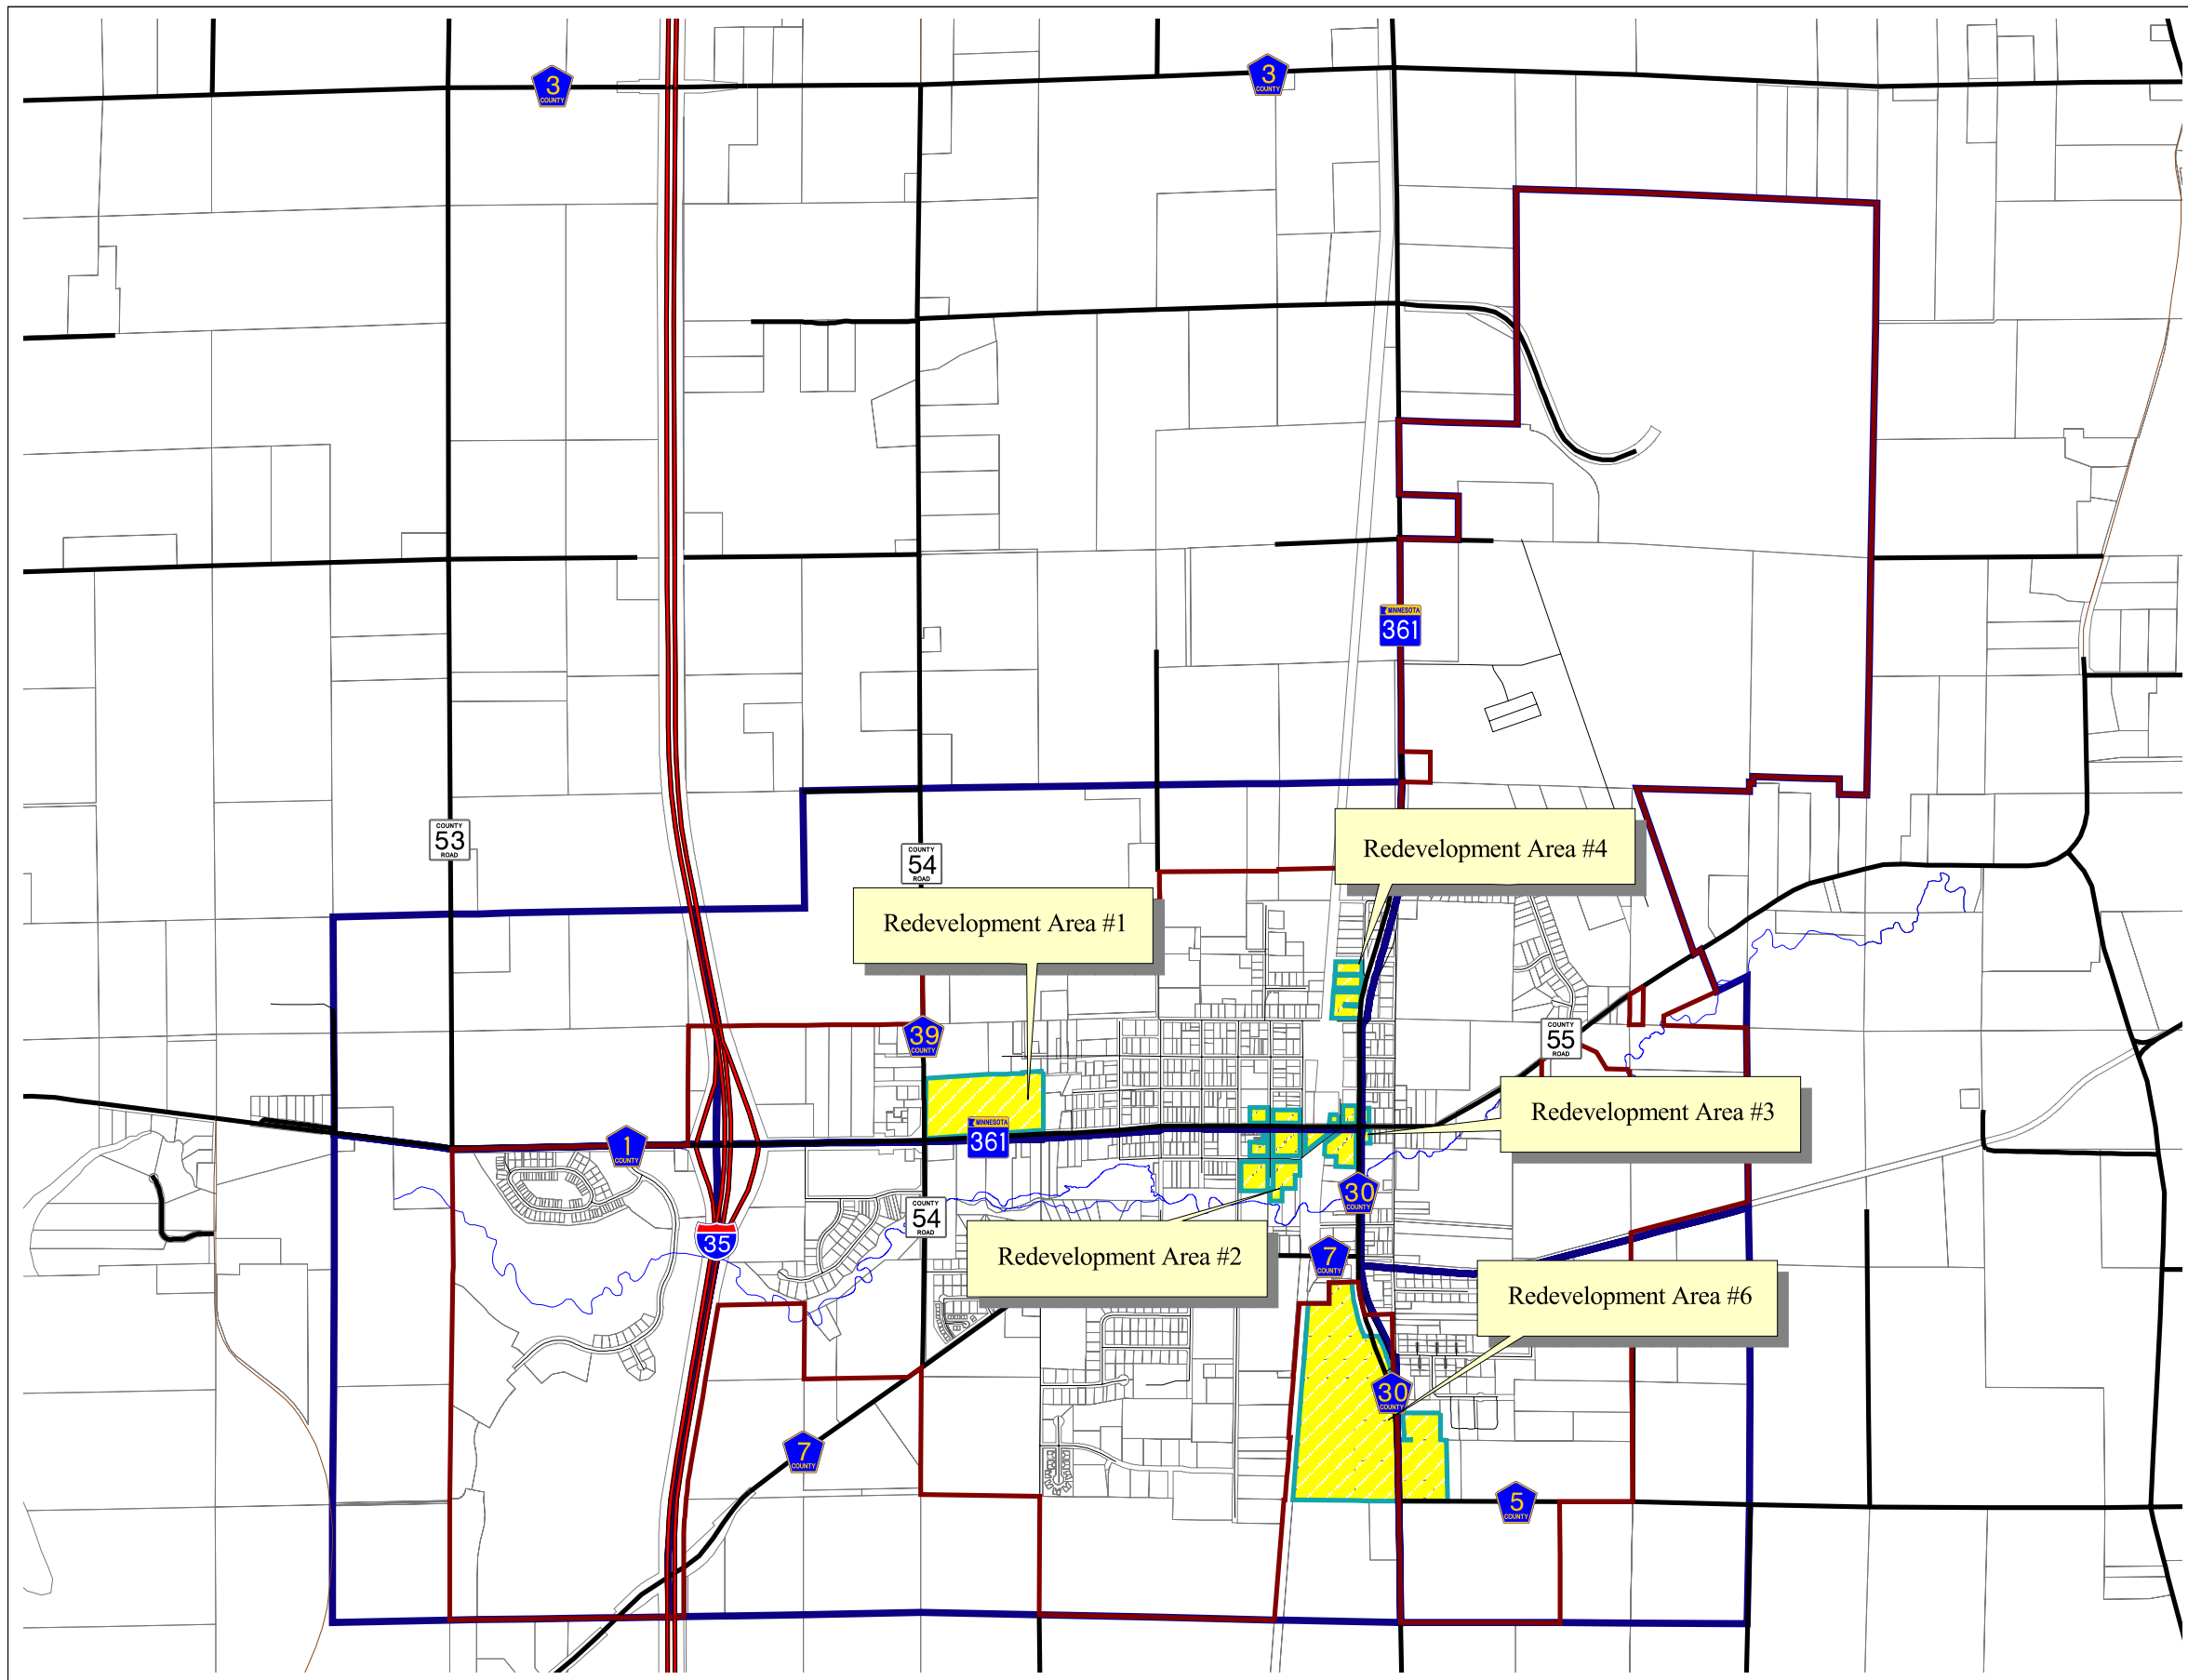 3
COUNTY
3
COUNTY
MINNESOTA
361
COUNTY
53
ROAD
COUNTY
54
ROAD
Redevelopment Area #4
Redevelopment Area #1
39
COUNTY
COUNTY
55
ROAD
Redevelopment Area #3
1
COUNTY
MINNESOTA
361
30
COUNTY
COUNTY
54
ROAD
35
Redevelopment Area #2
7
COUNTY
Redevelopment Area #6
30
COUNTY
7
COUNTY
5
COUNTY